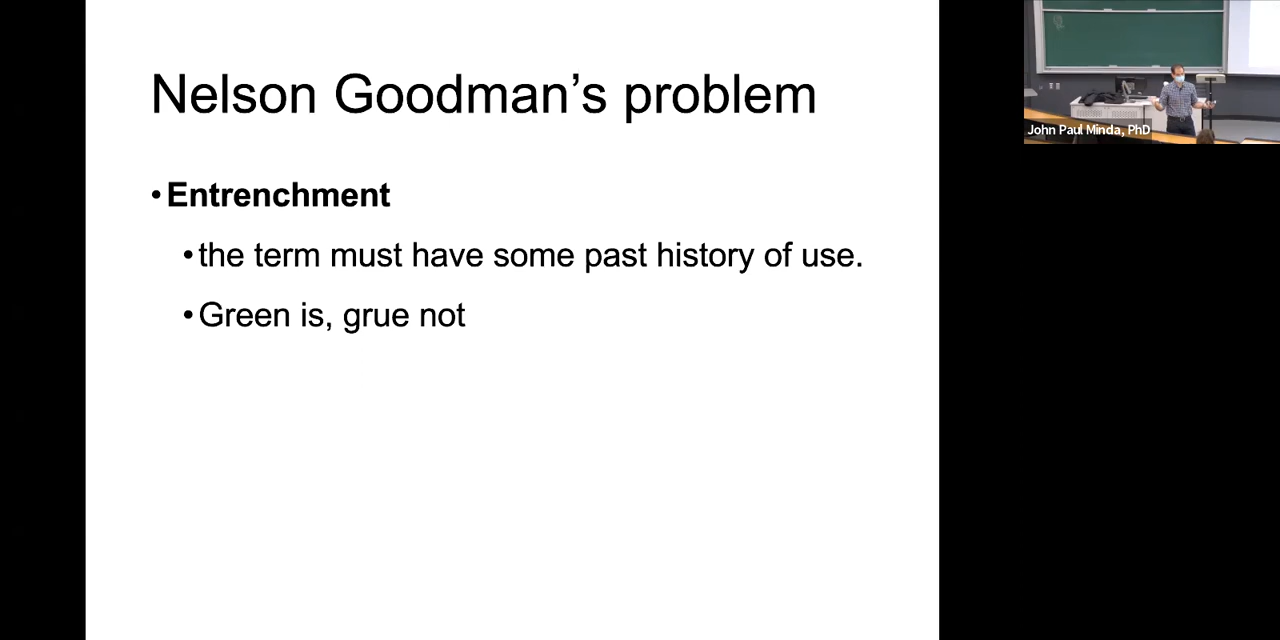 Nelson Goodman's problem
• Entrenchment
• the term must have some past history of use.
• Green is, grue not
John Paul Minda, PhD